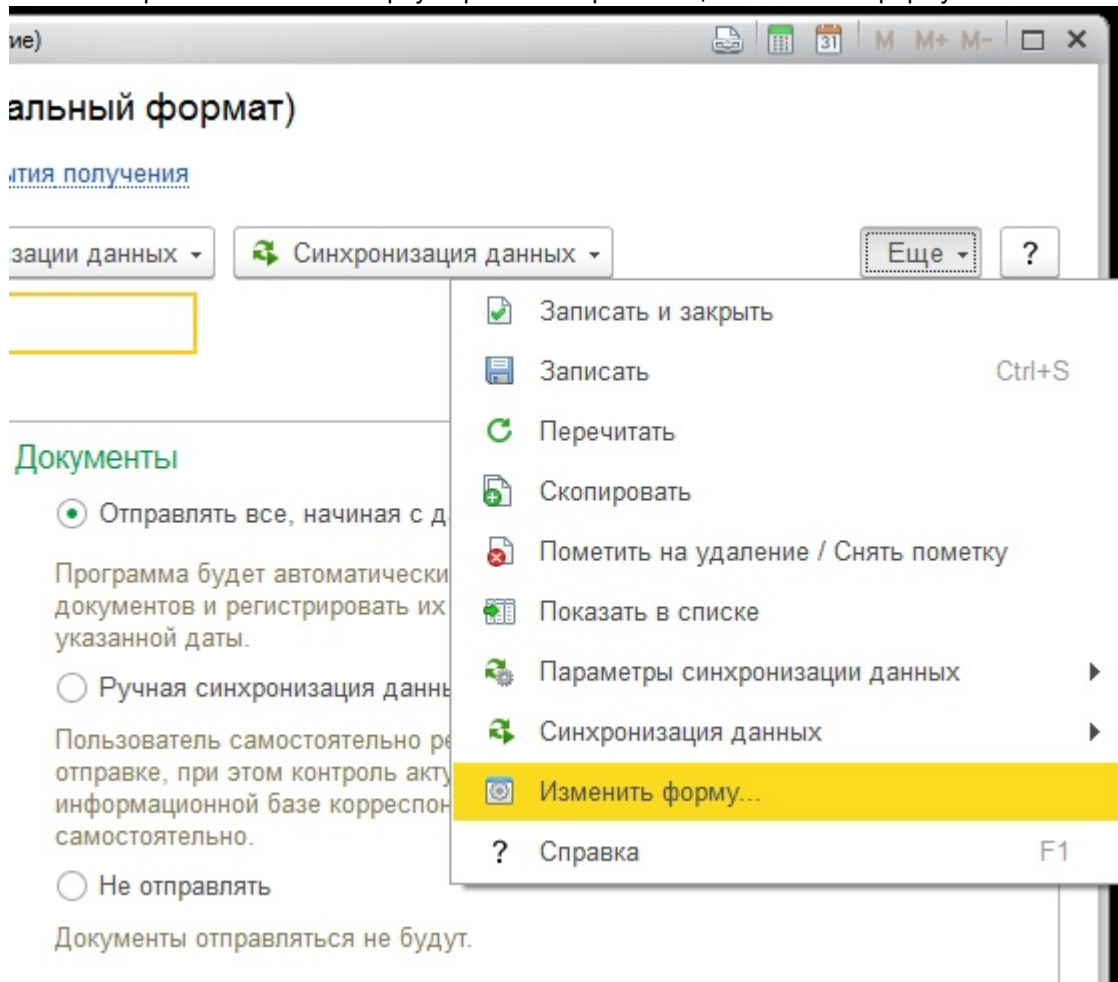 ие)
M M+ M-
31
альный формат)
ытия получения
зации данных
Синхронизация данных
Еще
?
Записать и закрыть
Записать Ctrl+S
Перечитать
Скопировать
Пометить на удаление / Снять пометку
Показать в списке
Параметры синхронизации данных
Синхронизация данных
Изменить форму...
? Справка F1
Документы
Отправлять все, начиная с д
Программа будет автоматически
документов и регистрировать их
указанной даты.
Ручная синхронизация данны
Пользователь самостоятельно ре
отправке, при этом контроль акту
информационной базе корреспон
самостоятельно.
Не отправлять
Документы отправляться не будут.